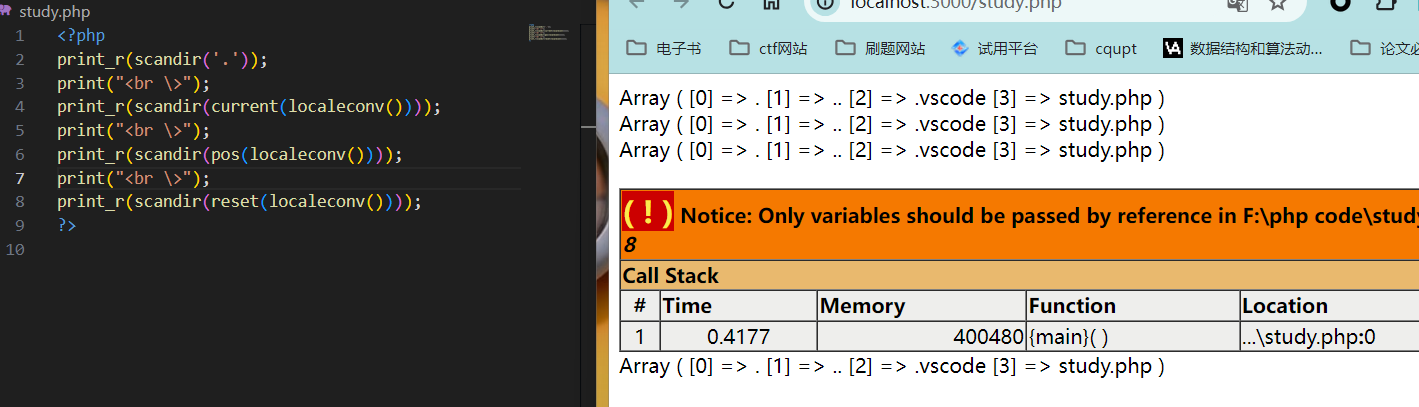 study.php
1 <?php
2 print_r(scandir('.'));
3 print("<br \>");
4 print_r(scandir(current(localeconv())));
5 print("<br \>");
6 print_r(scandir(pos(localeconv())));
7 print("<br \>");
8 print_r(scandir(reset(localeconv())));
9 ?>
10
localhost:3000/study.php
电子书 ctf网站 刷题网站 试用平台 cqupt 数据结构和算法动... 论文必
Array ( [0] => . [1] => .. [2] => .vscode [3] => study.php )
Array ( [0] => . [1] => .. [2] => .vscode [3] => study.php )
Array ( [0] => . [1] => .. [2] => .vscode [3] => study.php )
( ! ) Notice: Only variables should be passed by reference in F:\php code\study
8
Call Stack
# Time Memory Function Location
1 0.4177 400480 {main}( ) ...\study.php:0
Array ( [0] => . [1] => .. [2] => .vscode [3] => study.php )